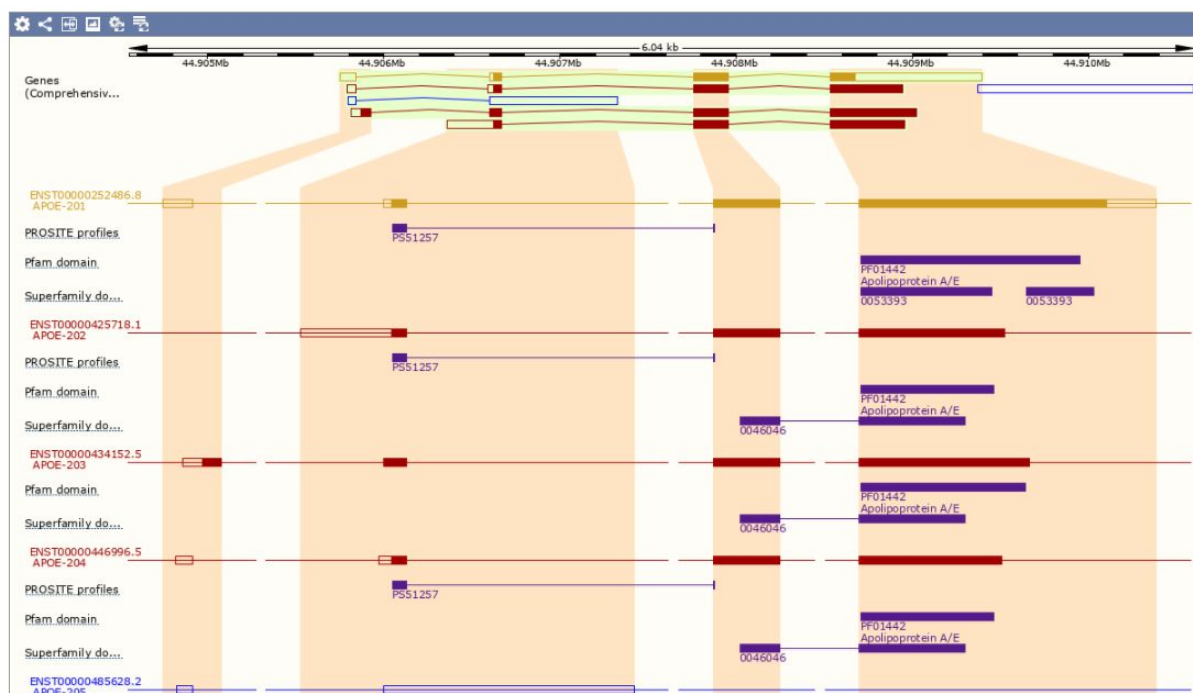 6.04 kb
44.905Mb 44.906Mb 44.907Mb 44.908Mb 44.909Mb 44.910Mb
Genes
(Comprehensiv...
ENST00000252486.8
APOE-201
PROSITE profiles
PS51257
Pfam domain
PF01442
Apolipoprotein A/E
Superfamily do...
0053393 0053393
ENST00000425718.1
APOE-202
PROSITE profiles
PS51257
Pfam domain
PF01442
Apolipoprotein A/E
Superfamily do...
0046046
ENST00000434152.5
APOE-203
Pfam domain
PF01442
Apolipoprotein A/E
Superfamily do...
0046046
ENST00000446996.5
APOE-204
PROSITE profiles
PS51257
Pfam domain
PF01442
Apolipoprotein A/E
Superfamily do...
0046046
ENST00000485628.2
APOE-205